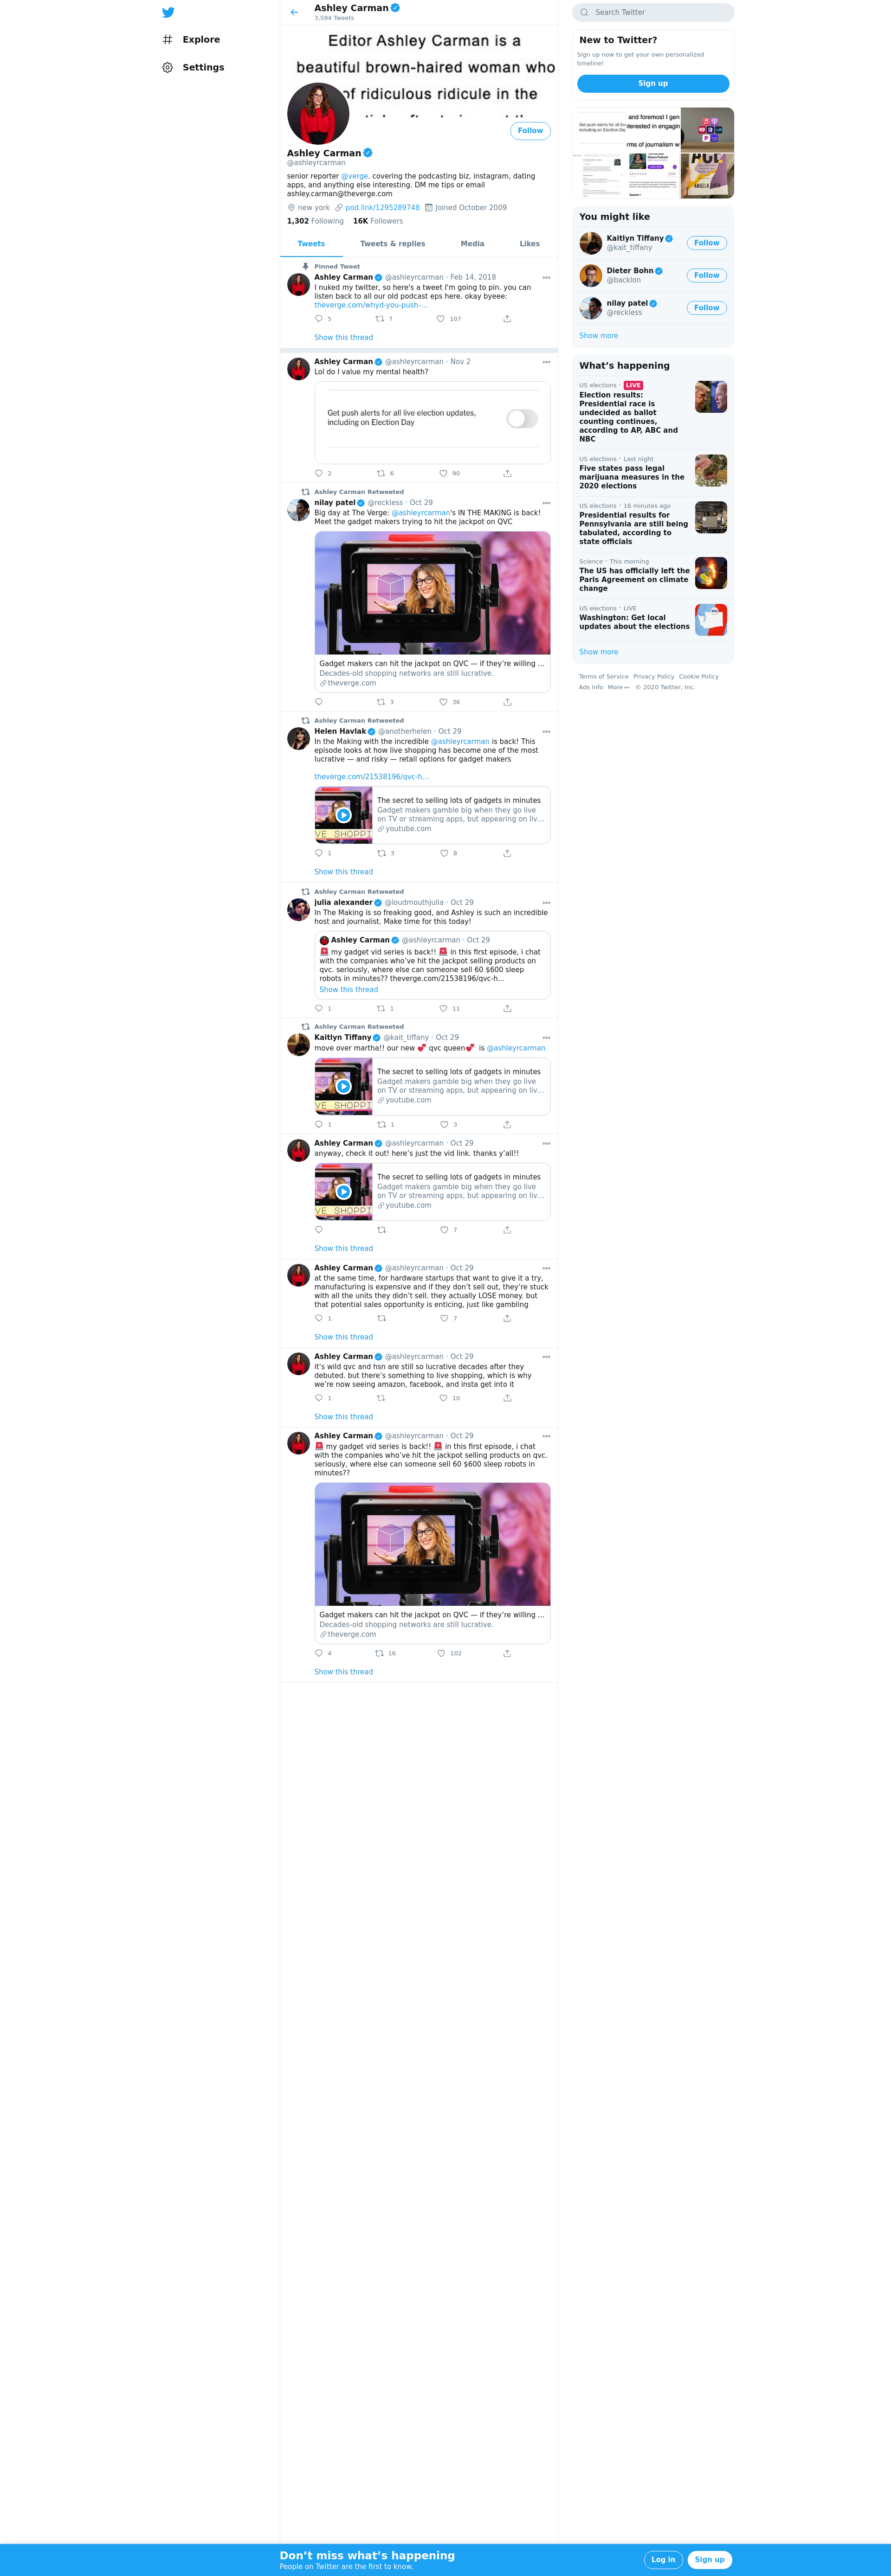 Explore
Settings
Ashley Carman
3,594 Tweets
Editor Ashley Carman is a
beautiful brown-haired woman who
of ridiculous ridicule in the
Follow
Ashley Carman
@ashleyrcarman
senior reporter @verge. covering the podcasting biz, instagram, dating
apps, and anything else interesting. DM me tips or email
ashley.carman@theverge.com
new york pod.link/1295289748 Joined October 2009
1,302 Following 16K Followers
Tweets Tweets & replies Media Likes
Pinned Tweet
Ashley Carman @ashleyrcarman · Feb 14, 2018
I nuked my twitter, so here's a tweet I'm going to pin. you can
listen back to all our old podcast eps here. okay byeee:
theverge.com/whyd-you-push-…
5 7 107
Show this thread
Ashley Carman @ashleyrcarman · Nov 2
Lol do I value my mental health?
Get push alerts for all live election updates,
including on Election Day
2 6 90
Ashley Carman Retweeted
nilay patel @reckless · Oct 29
Big day at The Verge: @ashleyrcarman's IN THE MAKING is back!
Meet the gadget makers trying to hit the jackpot on QVC
Gadget makers can hit the jackpot on QVC — if they're willing …
Decades-old shopping networks are still lucrative.
theverge.com
3 36
Ashley Carman Retweeted
Helen Havlak @anotherhelen · Oct 29
In the Making with the incredible @ashleyrcarman is back! This
episode looks at how live shopping has become one of the most
lucrative — and risky — retail options for gadget makers
theverge.com/21538196/qvc-h…
VE SHOPPI
The secret to selling lots of gadgets in minutes
Gadget makers gamble big when they go live
on TV or streaming apps, but appearing on liv…
youtube.com
1 3 8
Show this thread
Ashley Carman Retweeted
julia alexander @loudmouthjulia · Oct 29
In The Making is so freaking good, and Ashley is such an incredible
host and journalist. Make time for this today!
Ashley Carman @ashleyrcarman · Oct 29
🚨 my gadget vid series is back!! 🚨 in this first episode, i chat
with the companies who've hit the jackpot selling products on
qvc. seriously, where else can someone sell 60 $600 sleep
robots in minutes?? theverge.com/21538196/qvc-h…
Show this thread
1 1 11
Ashley Carman Retweeted
Kaitlyn Tiffany @kait_tiffany · Oct 29
move over martha!! our new 💞 qvc queen💞 is @ashleyrcarman
VE SHOPPI
The secret to selling lots of gadgets in minutes
Gadget makers gamble big when they go live
on TV or streaming apps, but appearing on liv…
youtube.com
1 1 3
Ashley Carman @ashleyrcarman · Oct 29
anyway, check it out! here's just the vid link. thanks y'all!!
VE SHOPPI
The secret to selling lots of gadgets in minutes
Gadget makers gamble big when they go live
on TV or streaming apps, but appearing on liv…
youtube.com
7
Show this thread
Ashley Carman @ashleyrcarman · Oct 29
at the same time, for hardware startups that want to give it a try,
manufacturing is expensive and if they don't sell out, they're stuck
with all the units they didn't sell. they actually LOSE money. but
that potential sales opportunity is enticing, just like gambling
1 7
Show this thread
Ashley Carman @ashleyrcarman · Oct 29
it's wild qvc and hsn are still so lucrative decades after they
debuted. but there's something to live shopping, which is why
we're now seeing amazon, facebook, and insta get into it
1 10
Show this thread
Ashley Carman @ashleyrcarman · Oct 29
🚨 my gadget vid series is back!! 🚨 in this first episode, i chat
with the companies who've hit the jackpot selling products on qvc.
seriously, where else can someone sell 60 $600 sleep robots in
minutes??
Gadget makers can hit the jackpot on QVC — if they're willing …
Decades-old shopping networks are still lucrative.
theverge.com
4 16 102
Show this thread
Search Twitter
New to Twitter?
Sign up now to get your own personalized
timeline!
Sign up
Get push alerts for all live
including on Election Day
and foremost I gen
terested in engagin
rms of journalism w
You might like
Kaitlyn Tiffany
@kait_tiffany
Follow
Dieter Bohn
@backlon
Follow
nilay patel
@reckless
Follow
Show more
What's happening
US elections · LIVE
Election results:
Presidential race is
undecided as ballot
counting continues,
according to AP, ABC and
NBC
US elections · Last night
Five states pass legal
marijuana measures in the
2020 elections
US elections · 16 minutes ago
Presidential results for
Pennsylvania are still being
tabulated, according to
state officials
Science · This morning
The US has officially left the
Paris Agreement on climate
change
US elections · LIVE
Washington: Get local
updates about the elections
Show more
Terms of Service Privacy Policy Cookie Policy
Ads info More © 2020 Twitter, Inc.
Don't miss what's happening
People on Twitter are the first to know.
Log in
Sign up